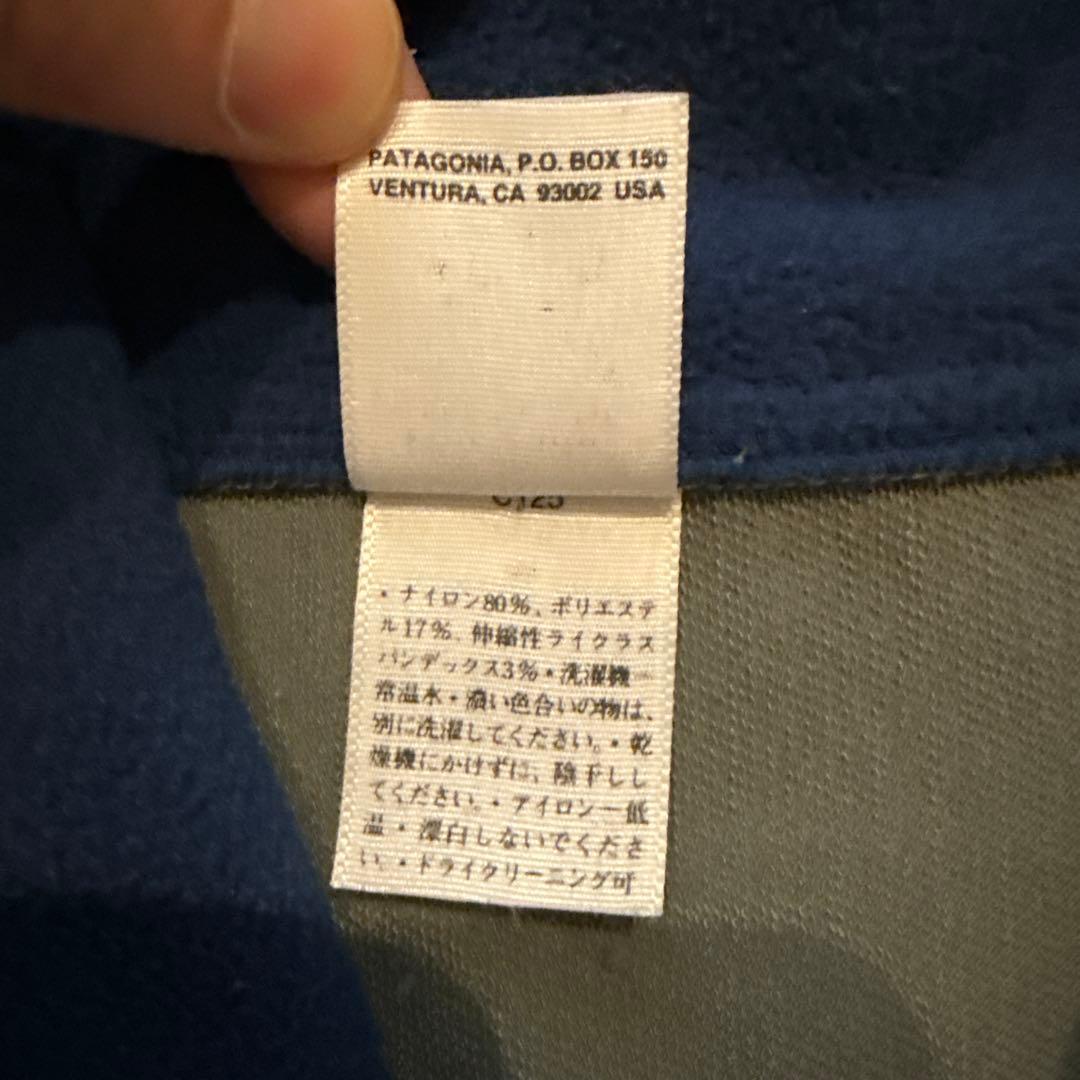 PATAGONIA, P.O. BOX 150
VENTURA, CA 93002 USA
C125
・ナイロン80%、ポリエステ
ル17%、伸縮性ライクラス
パンデックス3%・洗濯機ー
常温水・濃い色合いの物は、
別に洗濯してください。・乾
燥機にかけずに、陰干しし
てください。・アイロンー低
温・漂白しないでくださ
い。・ドライクリーニング可